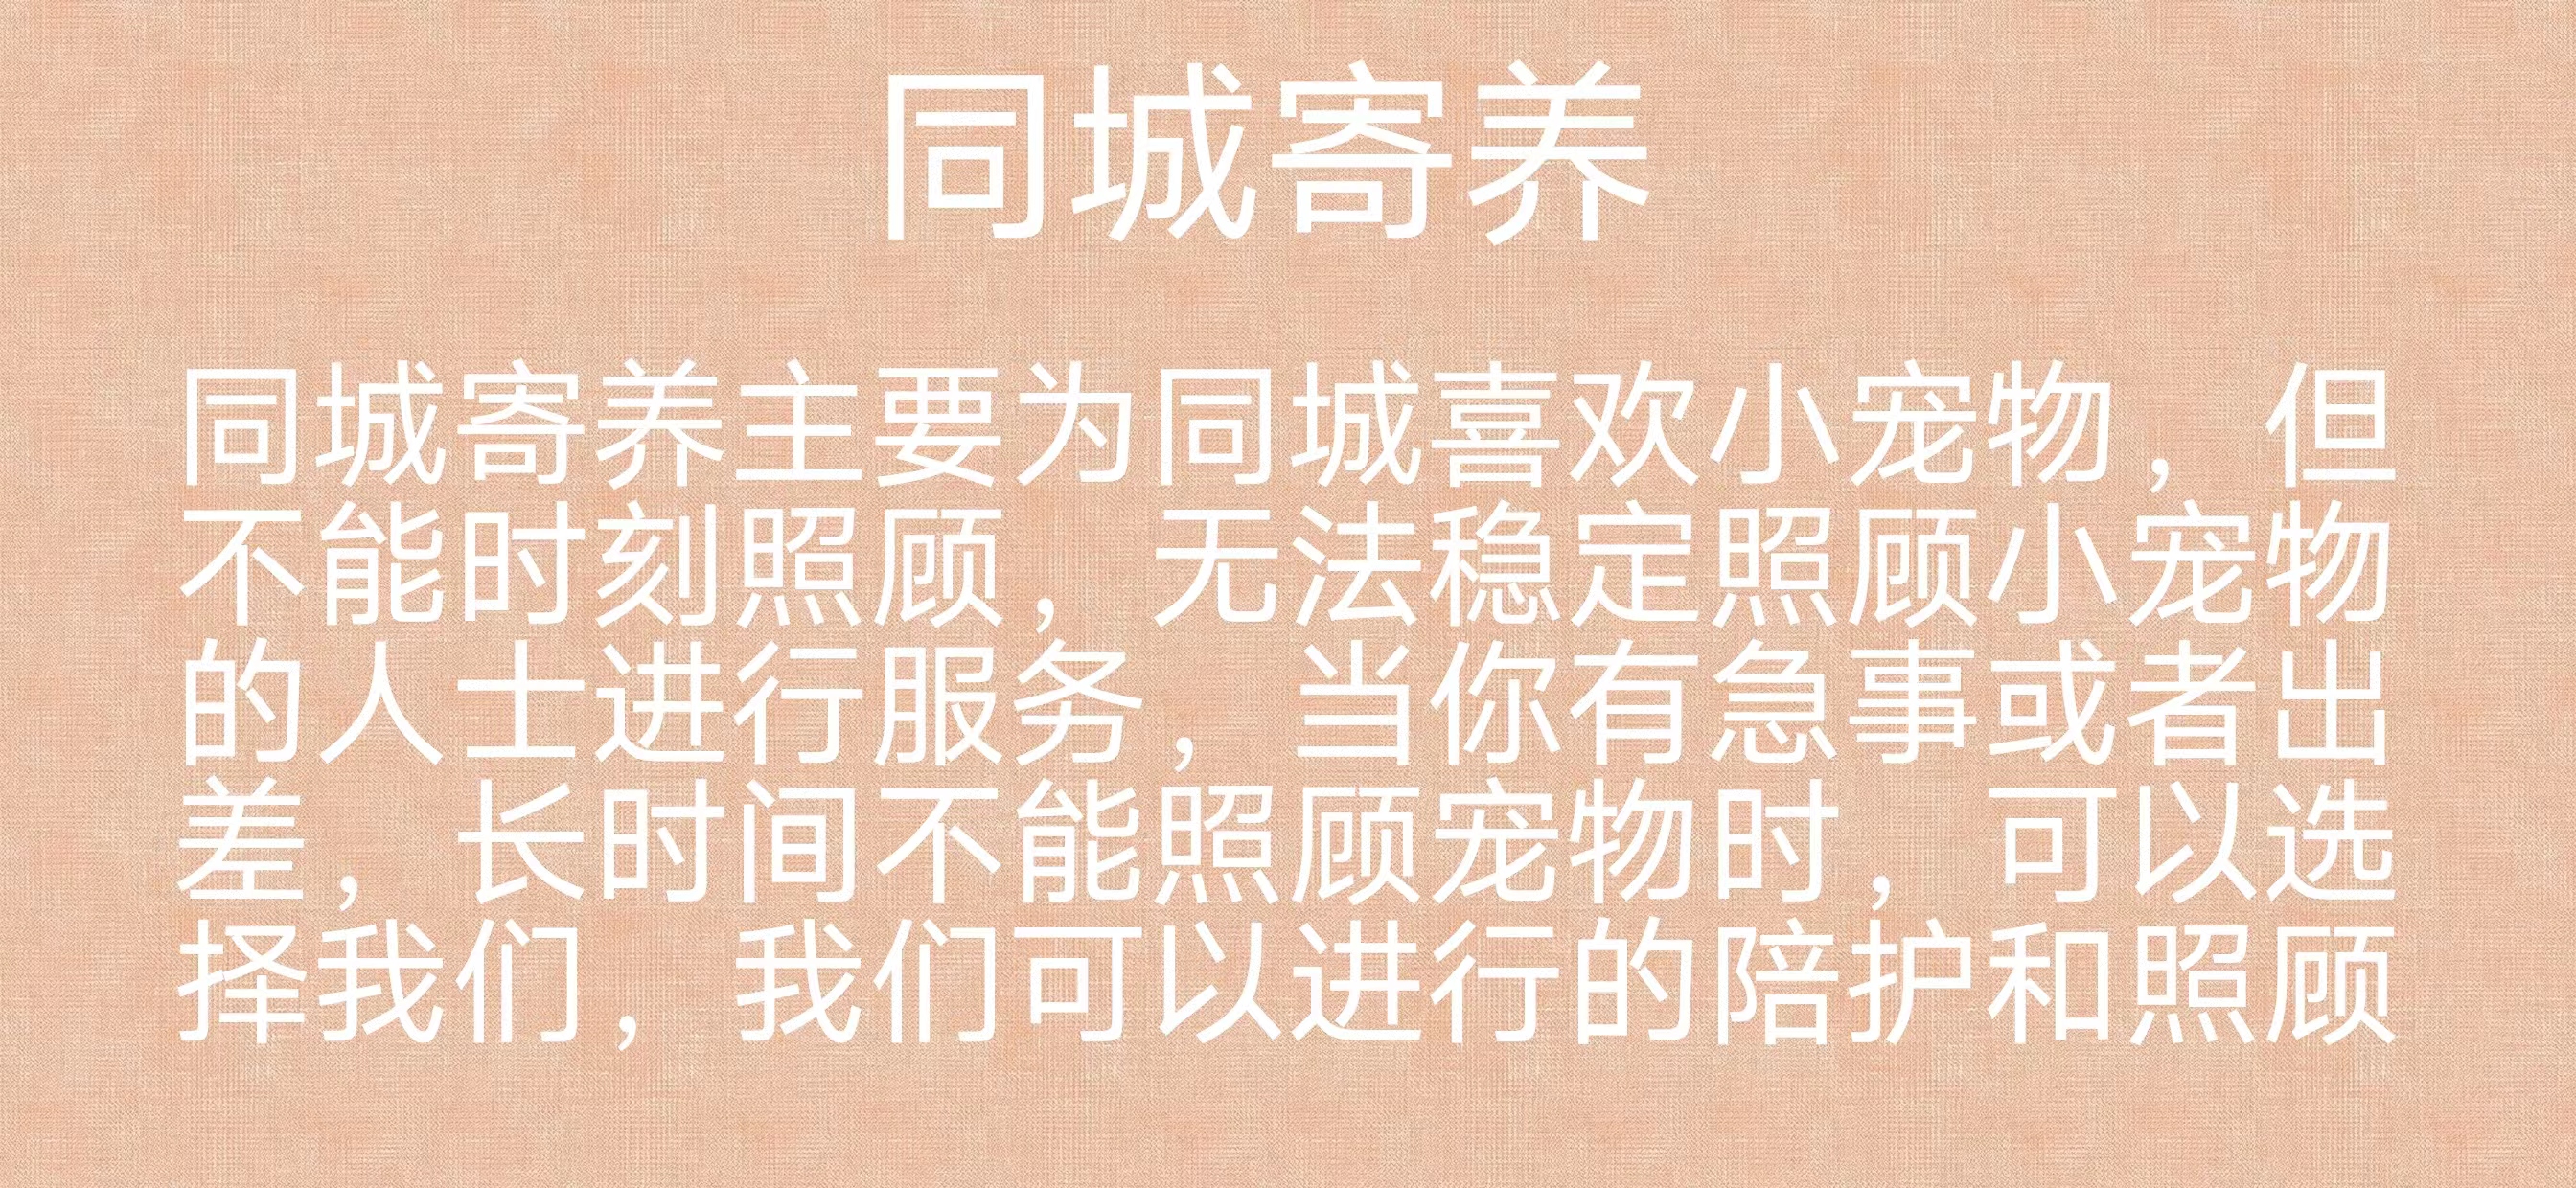 同城寄养
同城寄养主要为同城喜欢小宠物，但
不能时刻照顾，无法稳定照顾小宠物
的人士进行服务，当你有急事或者出
差，长时间不能照顾宠物时，可以选
择我们，我们可以进行的陪护和照顾